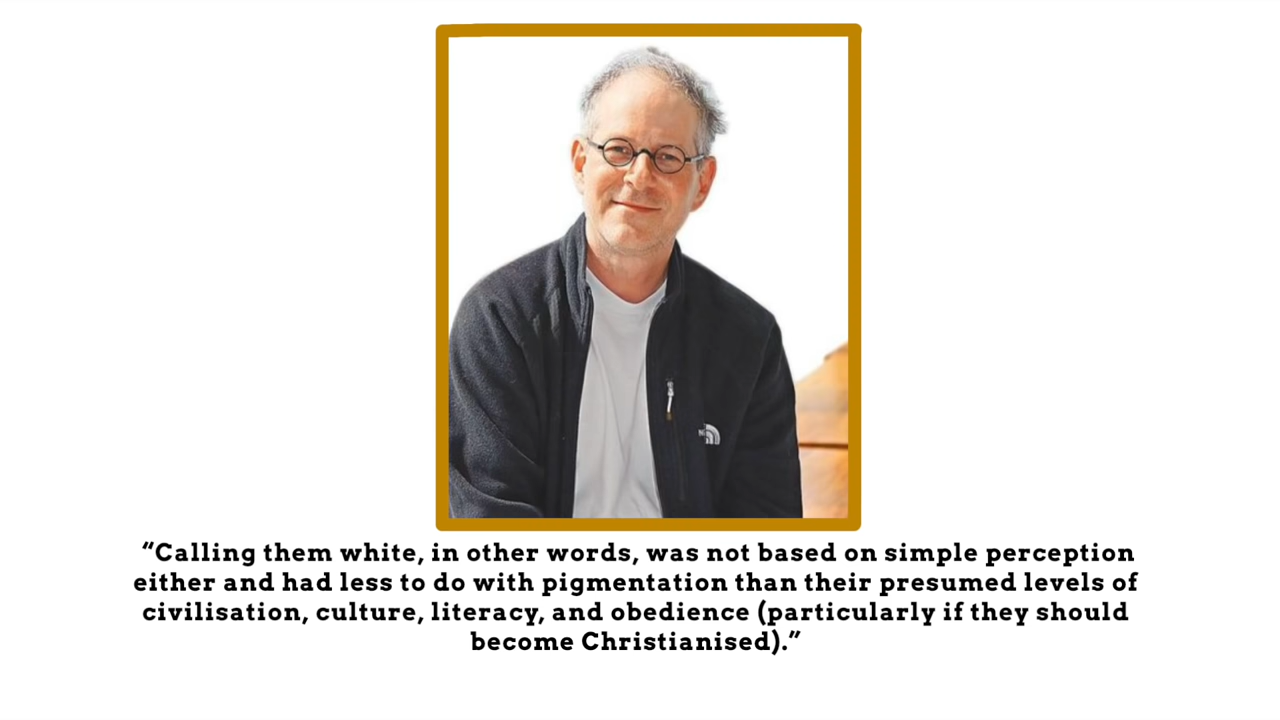 “Calling them white, in other words, was not based on simple perception
either and had less to do with pigmentation than their presumed levels of
civilisation, culture, literacy, and obedience (particularly if they should
become Christianised).”